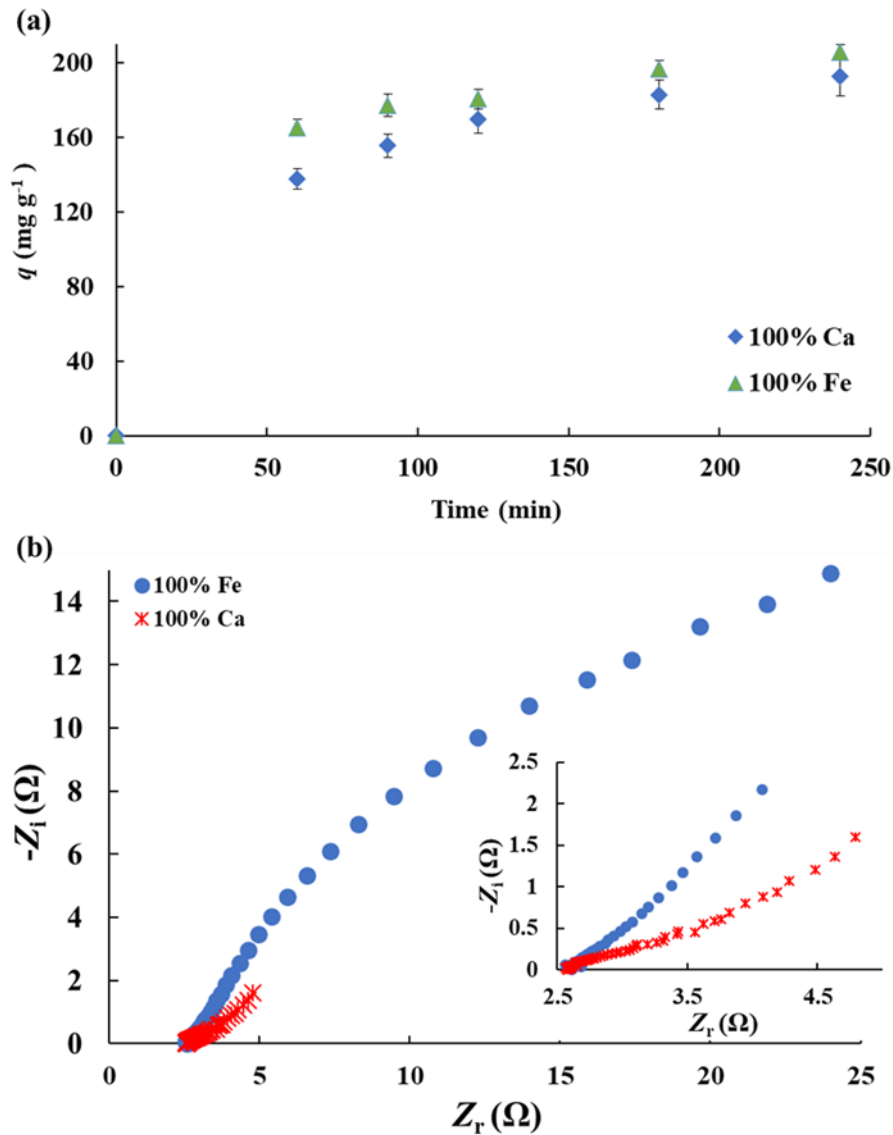 (a)
200
160
120
80
40
0
q (mg g⁻¹)
100% Ca
100% Fe
0 50 100 150 200 250
Time (min)
(b)
100% Fe
100% Ca
14
12
10
8
6
4
2
0
-Zᵢ (Ω)
2.5
2
1.5
1
0.5
0
-Zᵢ (Ω)
2.5 3.5 4.5
Zᵣ (Ω)
0 5 10 15 20 25
Zᵣ (Ω)